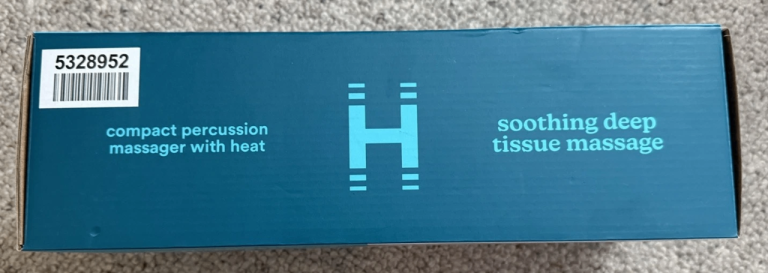 5328952
compact percussion
massager with heat
H
soothing deep
tissue massage